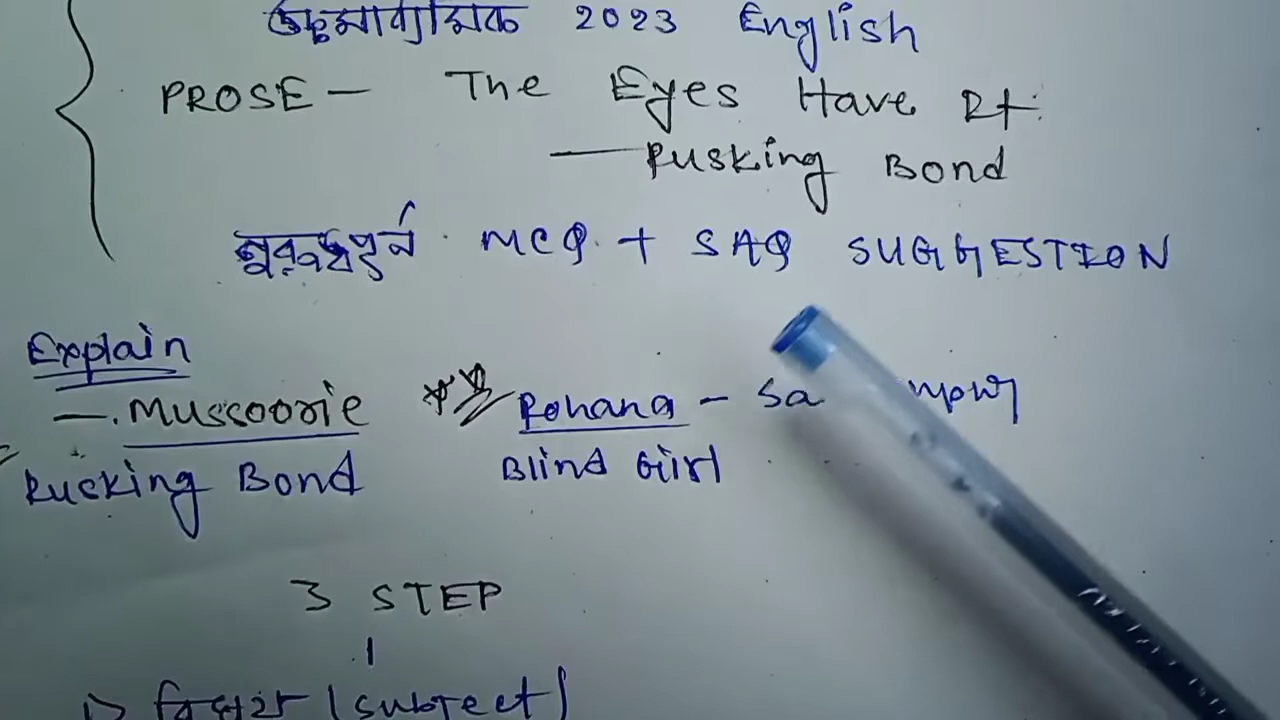 উচ্চমাধ্যমিক 2023 English
PROSE — The Eyes Have It
— Rusking Bond
গুরুত্বপূর্ন MCQ + SAQ SUGGESTION
Explain
— Mussoorie ** Rohana - Sa
Rusking Bond Blind Girl
3 STEP
1> বিষয় (subject)